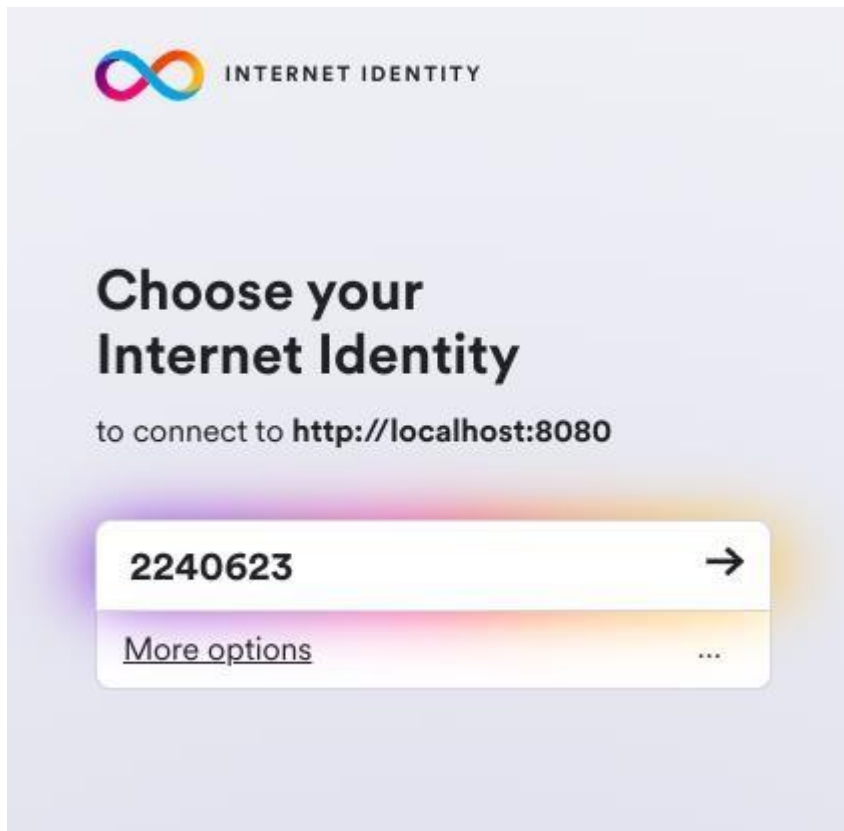 INTERNET IDENTITY
Choose your
Internet Identity
to connect to http://localhost:8080
2240623
More options
...